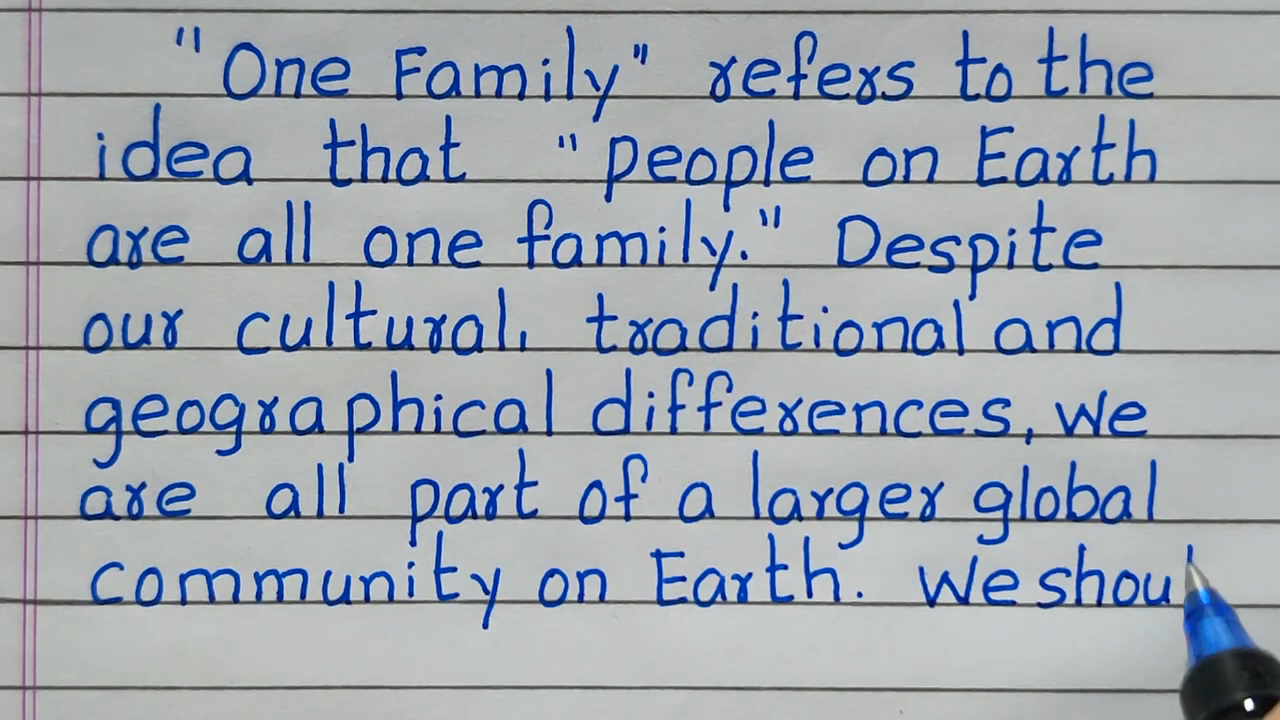 "One Family" refers to the
idea that "people on Earth
are all one family." Despite
our cultural, traditional and
geographical differences, we
are all part of a larger global
community on Earth. We shou